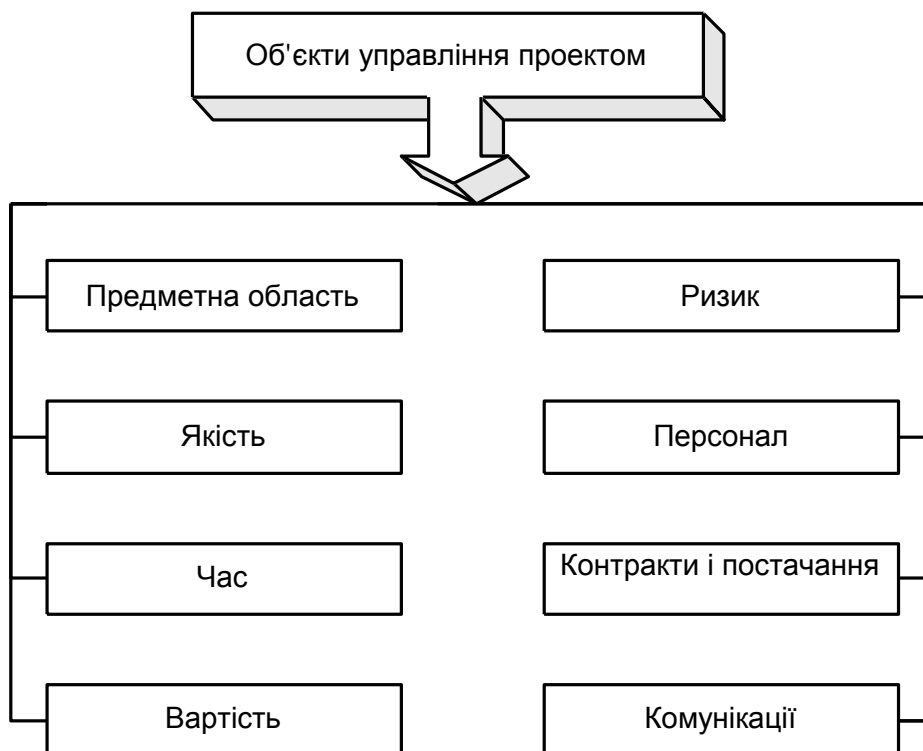 Об'єкти управління проектом
Предметна область
Ризик
Якість
Персонал
Час
Контракти і постачання
Вартість
Комунікації